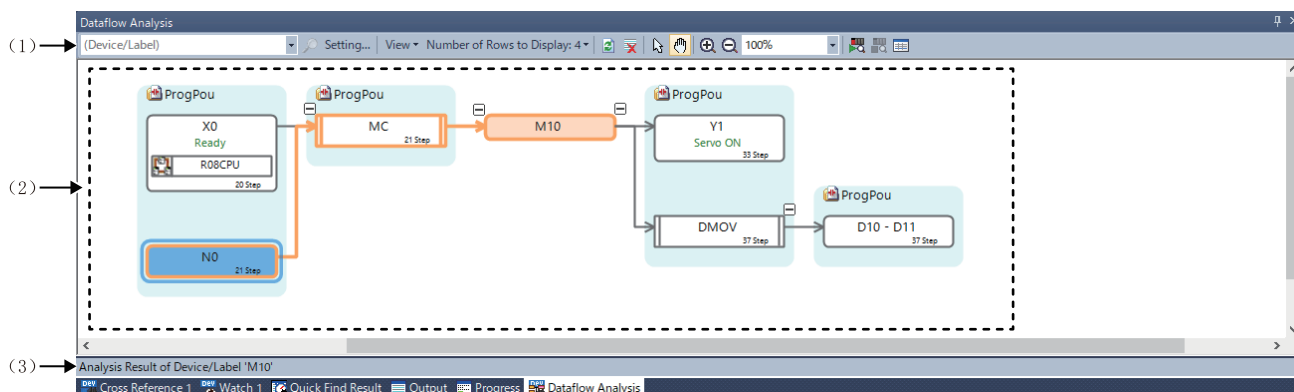 Dataflow Analysis
(1)
(Device/Label)
Setting...
View
Number of Rows to Display: 4
100%
ProgPou
ProgPou
ProgPou
X0
Ready
R08CPU
20 Step
MC
21 Step
M10
Y1
Servo ON
33 Step
(2)
ProgPou
N0
21 Step
DMOV
37 Step
D10 - D11
37 Step
(3)
Analysis Result of Device/Label 'M10'
Cross Reference 1
Watch 1
Quick Find Result
Output
Progress
Dataflow Analysis